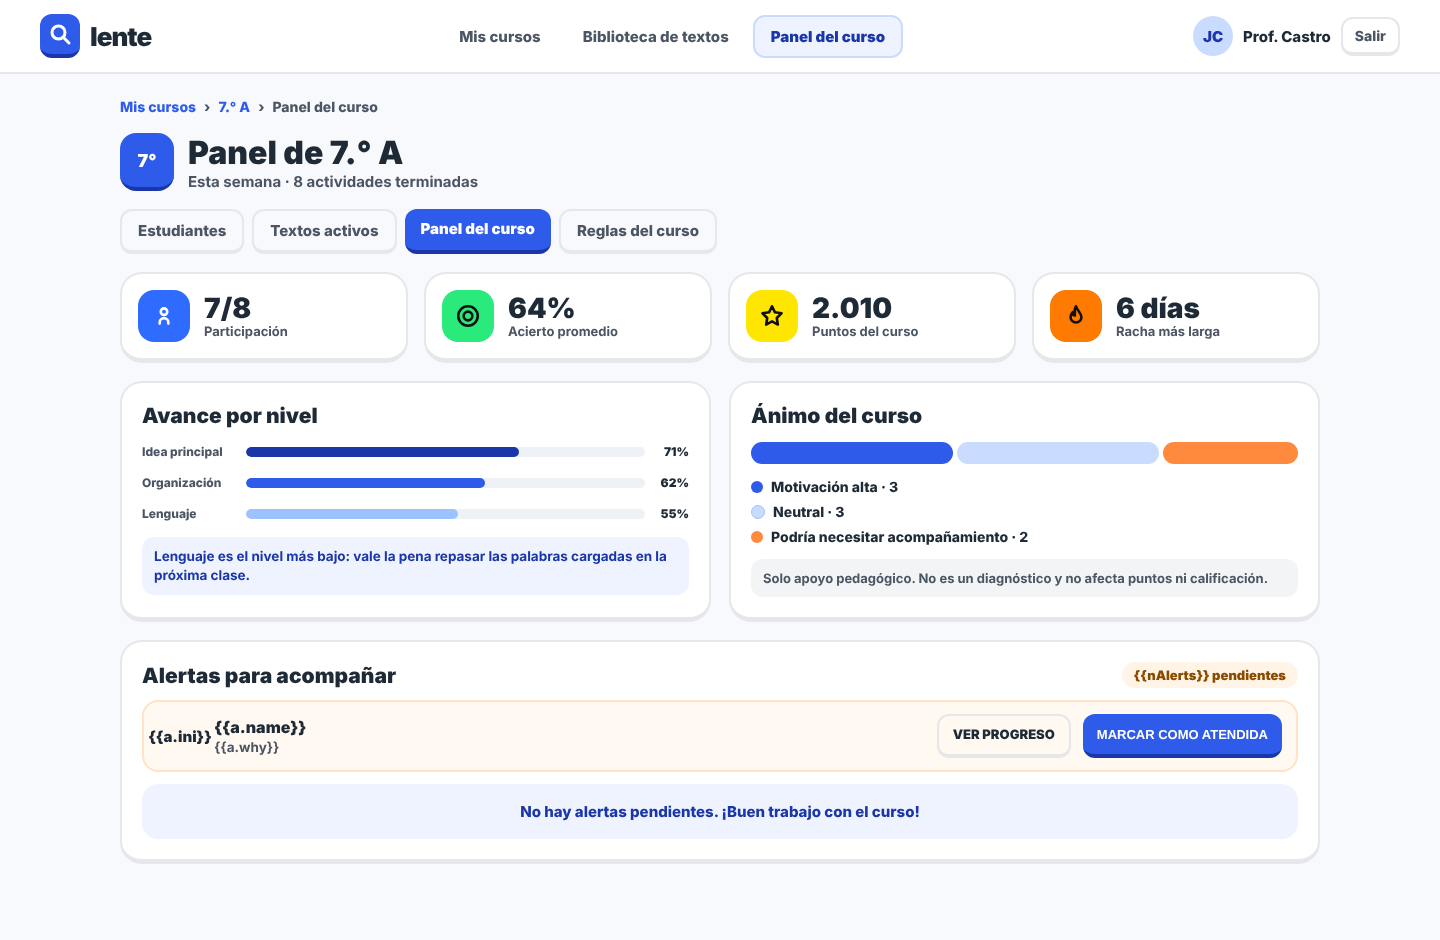 lente
Mis cursos
Biblioteca de textos
Panel del curso
JC
Prof. Castro
Salir
Mis cursos › 7.° A › Panel del curso
7°
Panel de 7.° A
Esta semana · 8 actividades terminadas
Estudiantes
Textos activos
Panel del curso
Reglas del curso
7/8
Participación
64%
Acierto promedio
2.010
Puntos del curso
6 días
Racha más larga
Avance por nivel
Idea principal 71%
Organización 62%
Lenguaje 55%
Lenguaje es el nivel más bajo: vale la pena repasar las palabras cargadas en la
próxima clase.
Ánimo del curso
Motivación alta · 3
Neutral · 3
Podría necesitar acompañamiento · 2
Solo apoyo pedagógico. No es un diagnóstico y no afecta puntos ni calificación.
Alertas para acompañar
{{nAlerts}} pendientes
{{a.ini}}
{{a.name}}
{{a.why}}
VER PROGRESO
MARCAR COMO ATENDIDA
No hay alertas pendientes. ¡Buen trabajo con el curso!